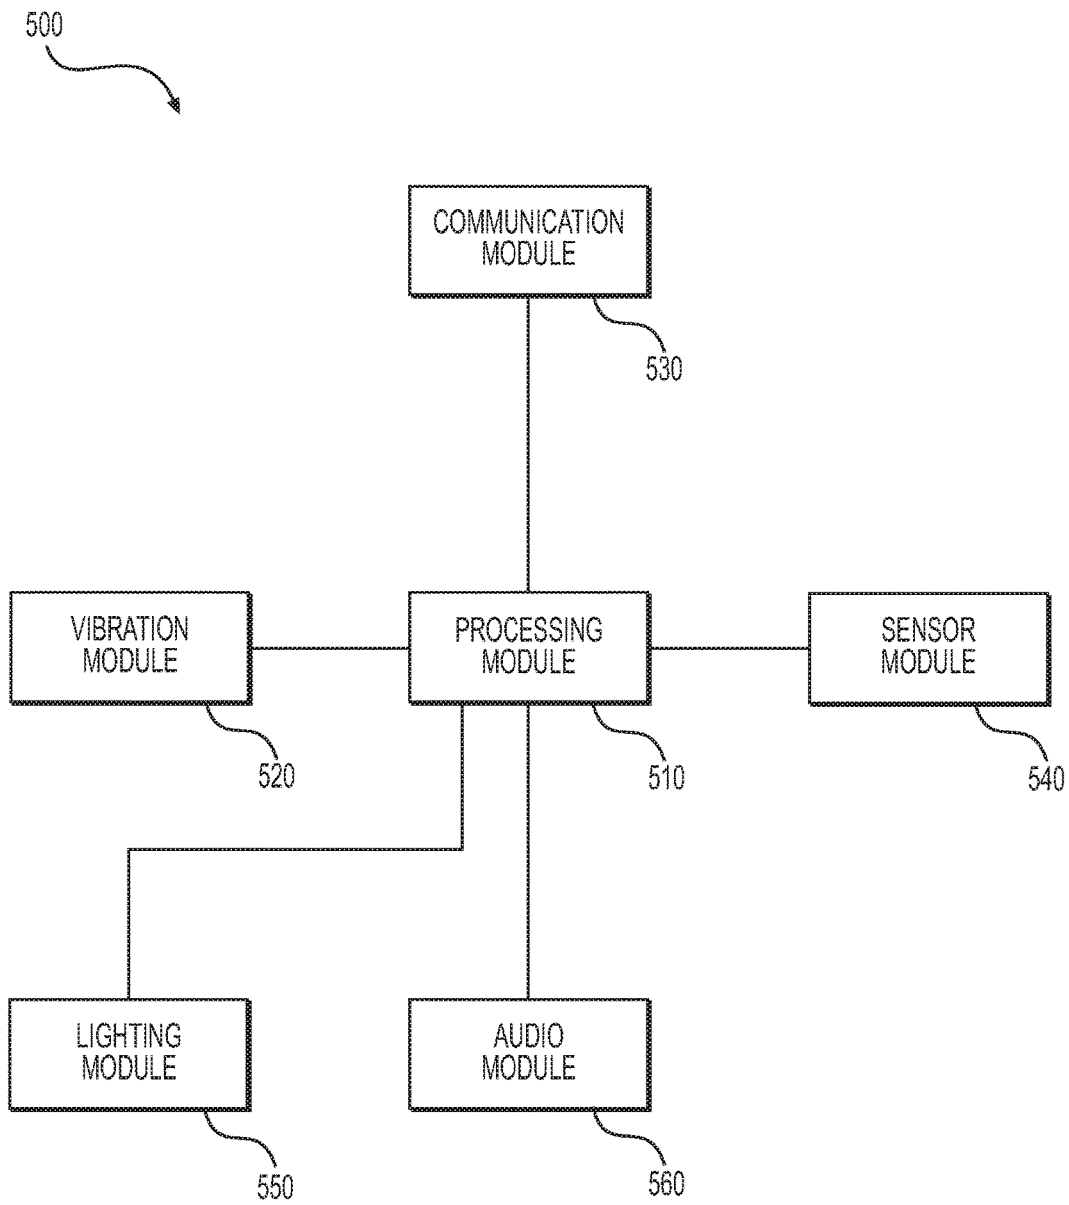 500
COMMUNICATION
MODULE
530
VIBRATION
MODULE
520
PROCESSING
MODULE
510
SENSOR
MODULE
540
LIGHTING
MODULE
550
AUDIO
MODULE
560